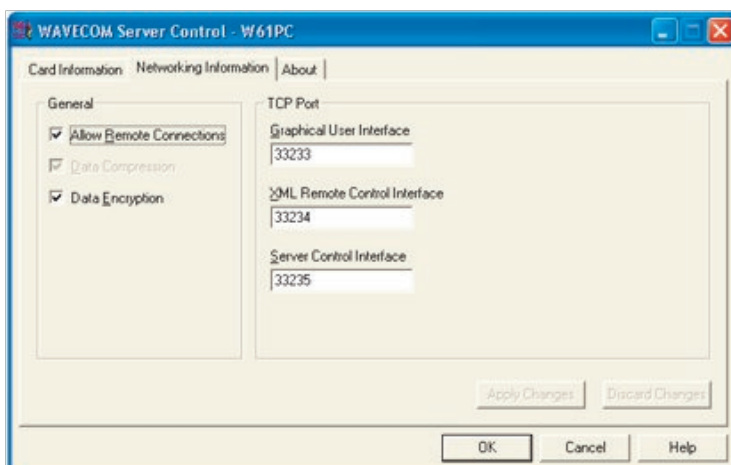 WAVECOM Server Control - W61PC
Card Information Networking Information About
General
Allow Remote Connections
Data Compression
Data Encryption
TCP Port
Graphical User Interface
33233
XML Remote Control Interface
33234
Server Control Interface
33235
Apply Changes Discard Changes
OK Cancel Help